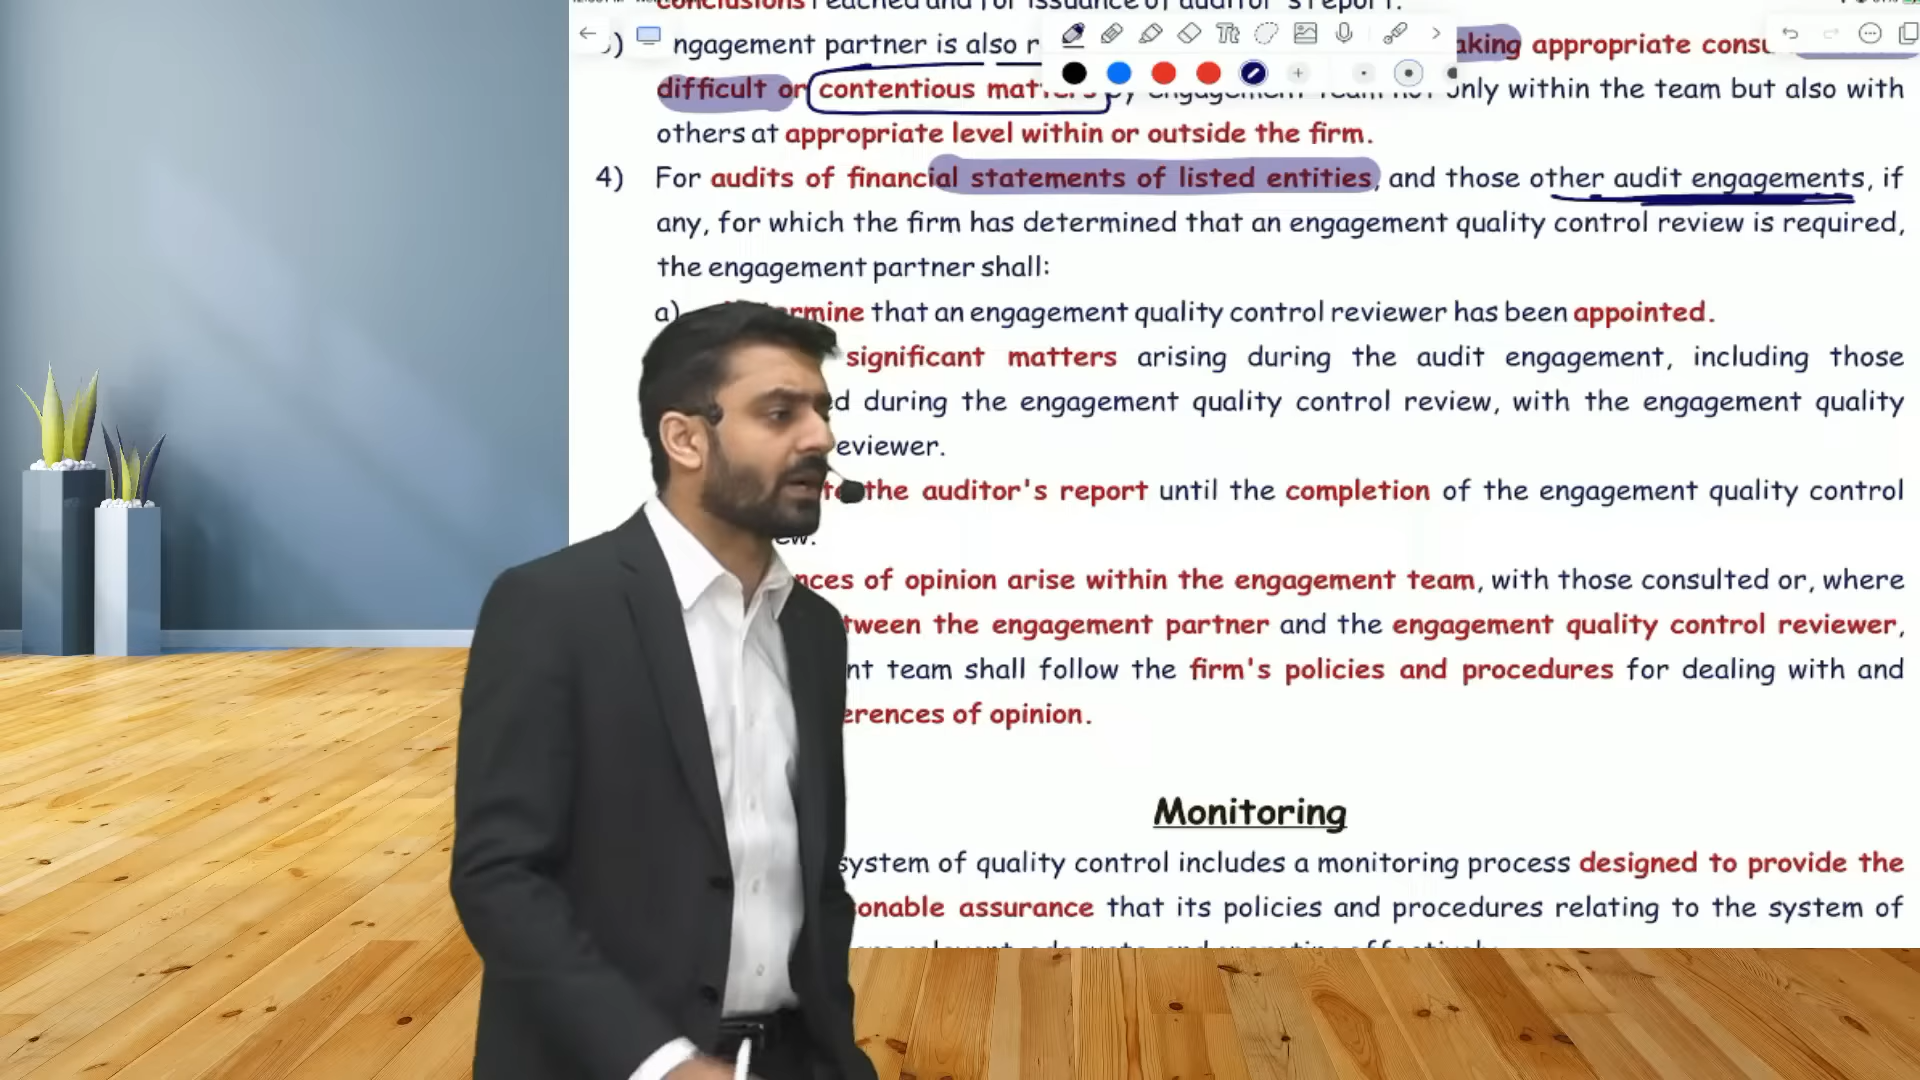 conclusions reached and for issuance of auditor's report.
) ngagement partner is also aking appropriate
difficult or contentious only within the team but also with
others at appropriate level within or outside the firm.
4) For audits of financial statements of listed entities, and those other audit engagements, if
any, for which the firm has determined that an engagement quality control review is required,
the engagement partner shall:
a) that an engagement quality control reviewer has been appointed.
significant matters arising during the audit engagement, including those
during the engagement quality control review, with the engagement quality
eviewer.
the auditor's report until the completion of the engagement quality control
nces of opinion arise within the engagement team, with those consulted or, where
tween the engagement partner and the engagement quality control reviewer,
nt team shall follow the firm's policies and procedures for dealing with and
erences of opinion.
Monitoring
system of quality control includes a monitoring process designed to provide the
onable assurance that its policies and procedures relating to the system of